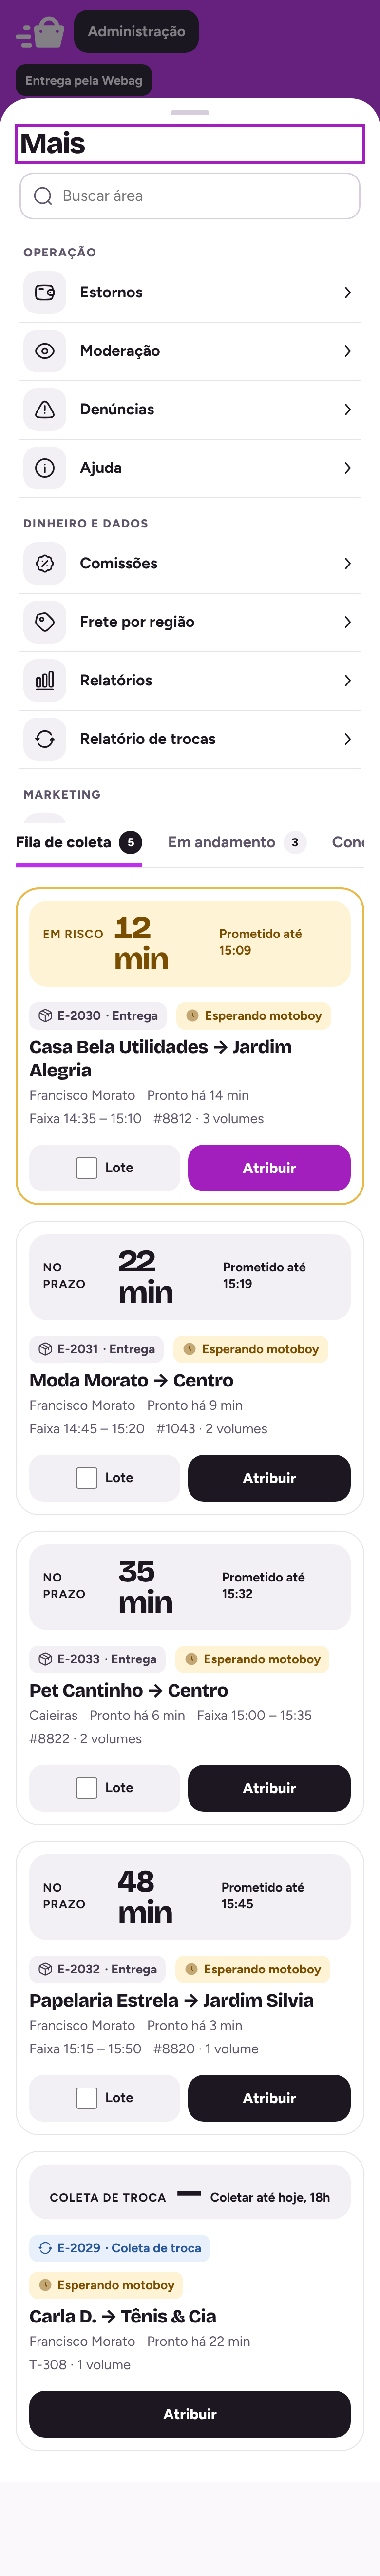 Administração
Entrega pela Webag
Mais
Buscar área
OPERAÇÃO
Estornos
Moderação
Denúncias
Ajuda
DINHEIRO E DADOS
Comissões
Frete por região
Relatórios
Relatório de trocas
MARKETING
Fila de coleta 5 Em andamento 3 Conc
EM RISCO 12 min Prometido até 15:09
E-2030 · Entrega Esperando motoboy
Casa Bela Utilidades → Jardim
Alegria
Francisco Morato Pronto há 14 min
Faixa 14:35 – 15:10 #8812 · 3 volumes
Lote Atribuir
NO PRAZO 22 min Prometido até 15:19
E-2031 · Entrega Esperando motoboy
Moda Morato → Centro
Francisco Morato Pronto há 9 min
Faixa 14:45 – 15:20 #1043 · 2 volumes
Lote Atribuir
NO PRAZO 35 min Prometido até 15:32
E-2033 · Entrega Esperando motoboy
Pet Cantinho → Centro
Caieiras Pronto há 6 min Faixa 15:00 – 15:35
#8822 · 2 volumes
Lote Atribuir
NO PRAZO 48 min Prometido até 15:45
E-2032 · Entrega Esperando motoboy
Papelaria Estrela → Jardim Silvia
Francisco Morato Pronto há 3 min
Faixa 15:15 – 15:50 #8820 · 1 volume
Lote Atribuir
COLETA DE TROCA — Coletar até hoje, 18h
E-2029 · Coleta de troca
Esperando motoboy
Carla D. → Tênis & Cia
Francisco Morato Pronto há 22 min
T-308 · 1 volume
Atribuir